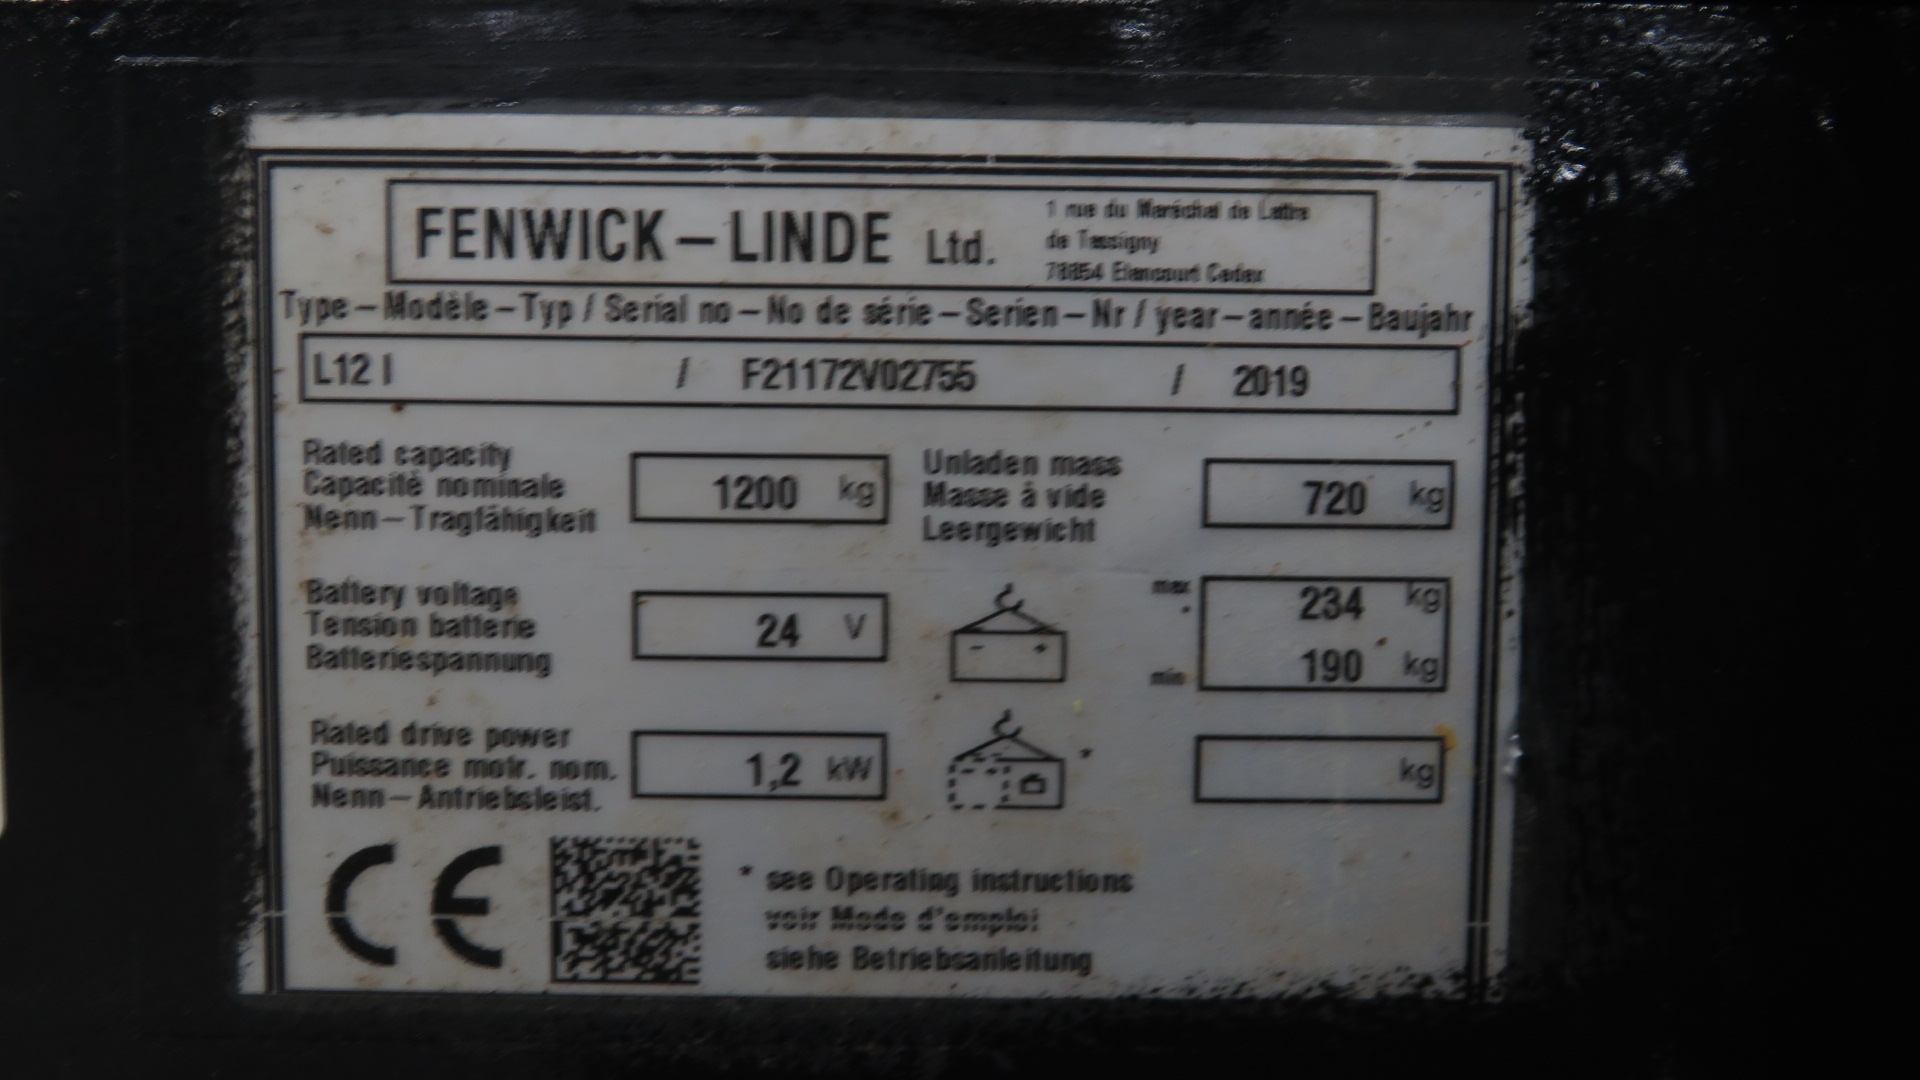 FENWICK – LINDE Ltd.
1 rue du Maréchal de Lattre
de Tassigny
78854 Elancourt Cedex
Type – Modèle – Typ / Serial no – No de série – Serien – Nr / year – année – Baujahr
L12 I / F21172V02755 / 2019
Rated capacity
Capacité nominale
Nenn – Tragfähigkeit
1200 kg
Unladen mass
Masse à vide
Leergewicht
720 kg
Battery voltage
Tension batterie
Batteriespannung
24 V
- +
max 234 kg
*
min 190 kg
Rated drive power
Puissance motr. nom.
Nenn – Antriebsleist.
1,2 kW
*
kg
CE
* see Operating instructions
voir Mode d'emploi
siehe Betriebsanleitung